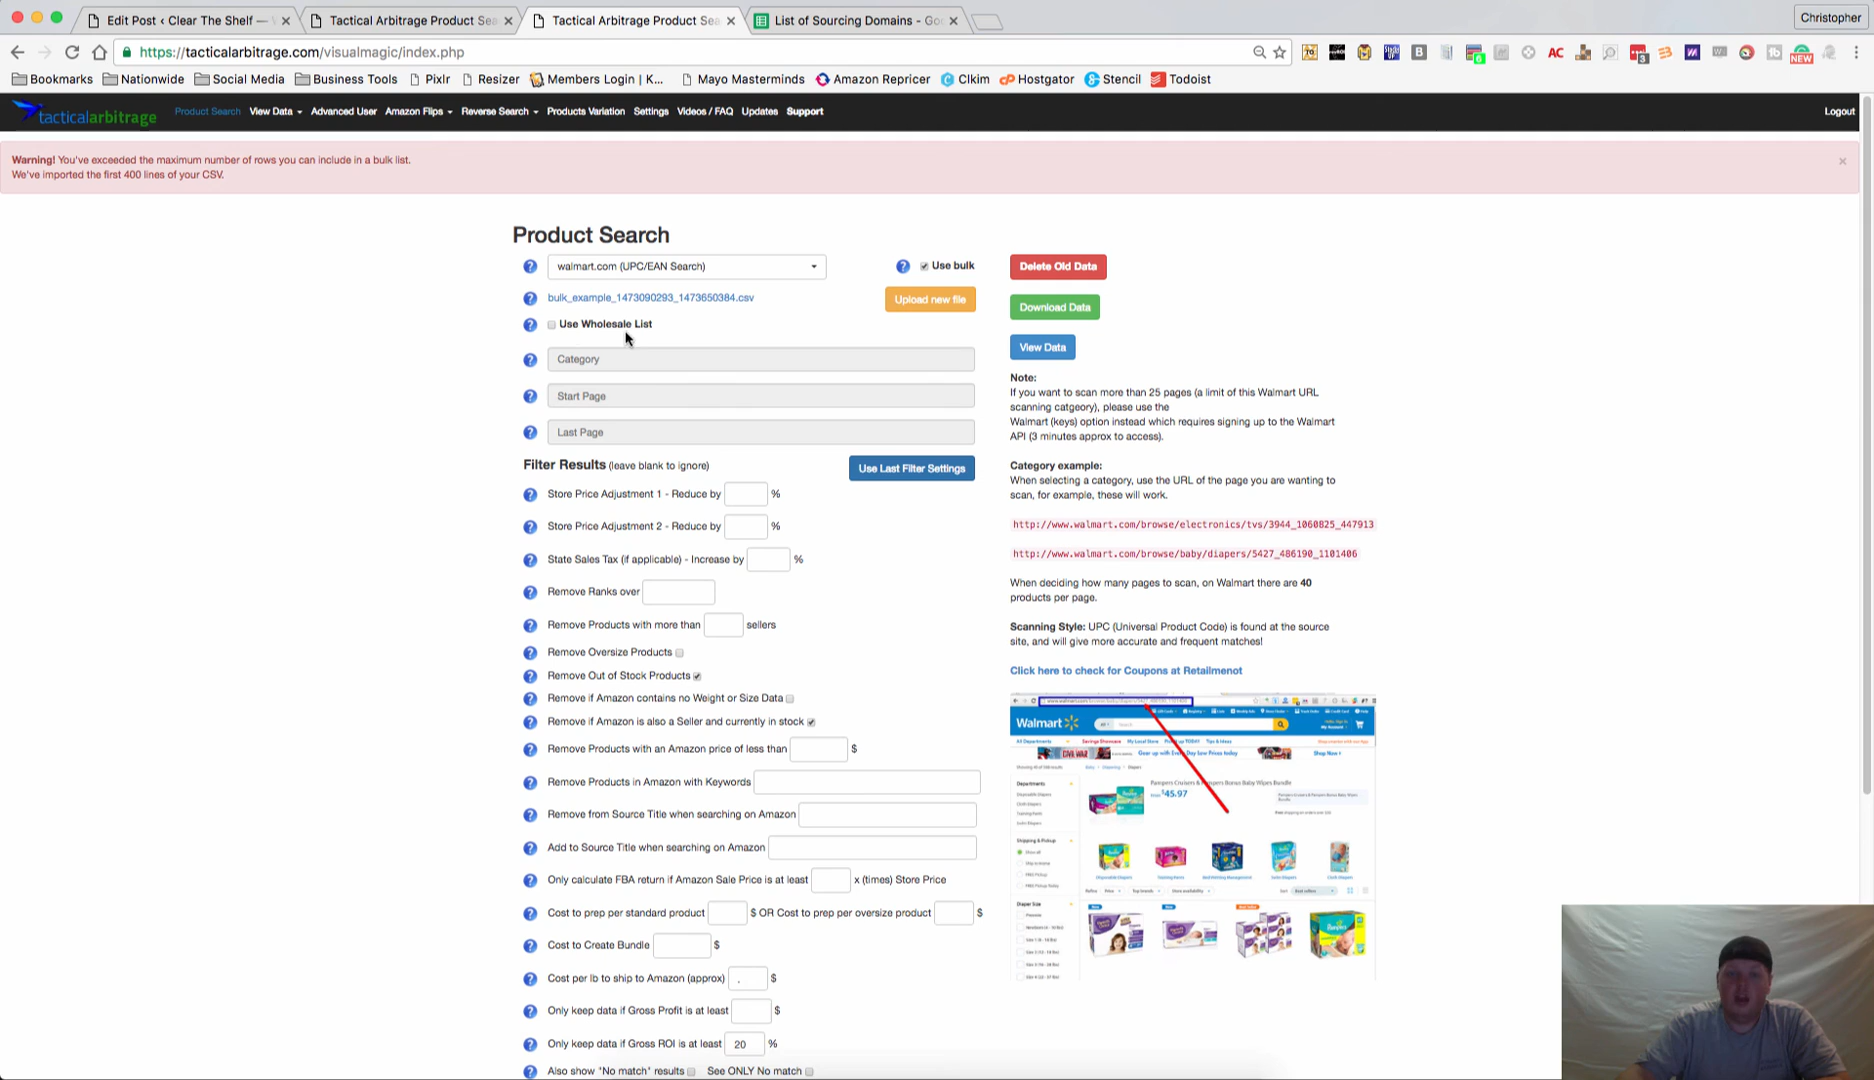 Edit Post ‹ Clear The Shelf —
Tactical Arbitrage Product Sea
Tactical Arbitrage Product Sea
List of Sourcing Domains - Goo
Christopher
https://tacticalarbitrage.com/visualmagic/index.php
Bookmarks
Nationwide
Social Media
Business Tools
Pixlr
Resizer
Members Login | K...
Mayo Masterminds
Amazon Repricer
Clkim
Hostgator
Stencil
Todoist
tacticalarbitrage
Product Search
View Data
Advanced User
Amazon Flips
Reverse Search
Products Variation
Settings
Videos / FAQ
Updates
Support
Logout
Warning! You've exceeded the maximum number of rows you can include in a bulk list.
We've imported the first 400 lines of your CSV.
Product Search
walmart.com (UPC/EAN Search)
Use bulk
bulk_example_1473090293_1473650384.csv
Upload new file
Use Wholesale List
Category
Start Page
Last Page
Filter Results (leave blank to ignore)
Use Last Filter Settings
Store Price Adjustment 1 - Reduce by %
Store Price Adjustment 2 - Reduce by %
State Sales Tax (if applicable) - Increase by %
Remove Ranks over
Remove Products with more than sellers
Remove Oversize Products
Remove Out of Stock Products
Remove if Amazon contains no Weight or Size Data
Remove if Amazon is also a Seller and currently in stock
Remove Products with an Amazon price of less than $
Remove Products in Amazon with Keywords
Remove from Source Title when searching on Amazon
Add to Source Title when searching on Amazon
Only calculate FBA return if Amazon Sale Price is at least x (times) Store Price
Cost to prep per standard product $ OR Cost to prep per oversize product $
Cost to Create Bundle $
Cost per lb to ship to Amazon (approx) . $
Only keep data if Gross Profit is at least $
Only keep data if Gross ROI is at least 20 %
Also show 'No match' results See ONLY No match
Delete Old Data
Download Data
View Data
Note:
If you want to scan more than 25 pages (a limit of this Walmart URL
scanning catgeory), please use the
Walmart (keys) option instead which requires signing up to the Walmart
API (3 minutes approx to access).
Category example:
When selecting a category, use the URL of the page you are wanting to
scan, for example, these will work.
http://www.walmart.com/browse/electronics/tvs/3944_1060825_447913
http://www.walmart.com/browse/baby/diapers/5427_486190_1101406
When deciding how many pages to scan, on Walmart there are 40
products per page.
Scanning Style: UPC (Universal Product Code) is found at the source
site, and will give more accurate and frequent matches!
Click here to check for Coupons at Retailmenot
Walmart
Pampers Cruisers & Pampers Bonus Baby Wipes Bundle
$45.97
Departments
Shipping & Pickup
Diaper Size